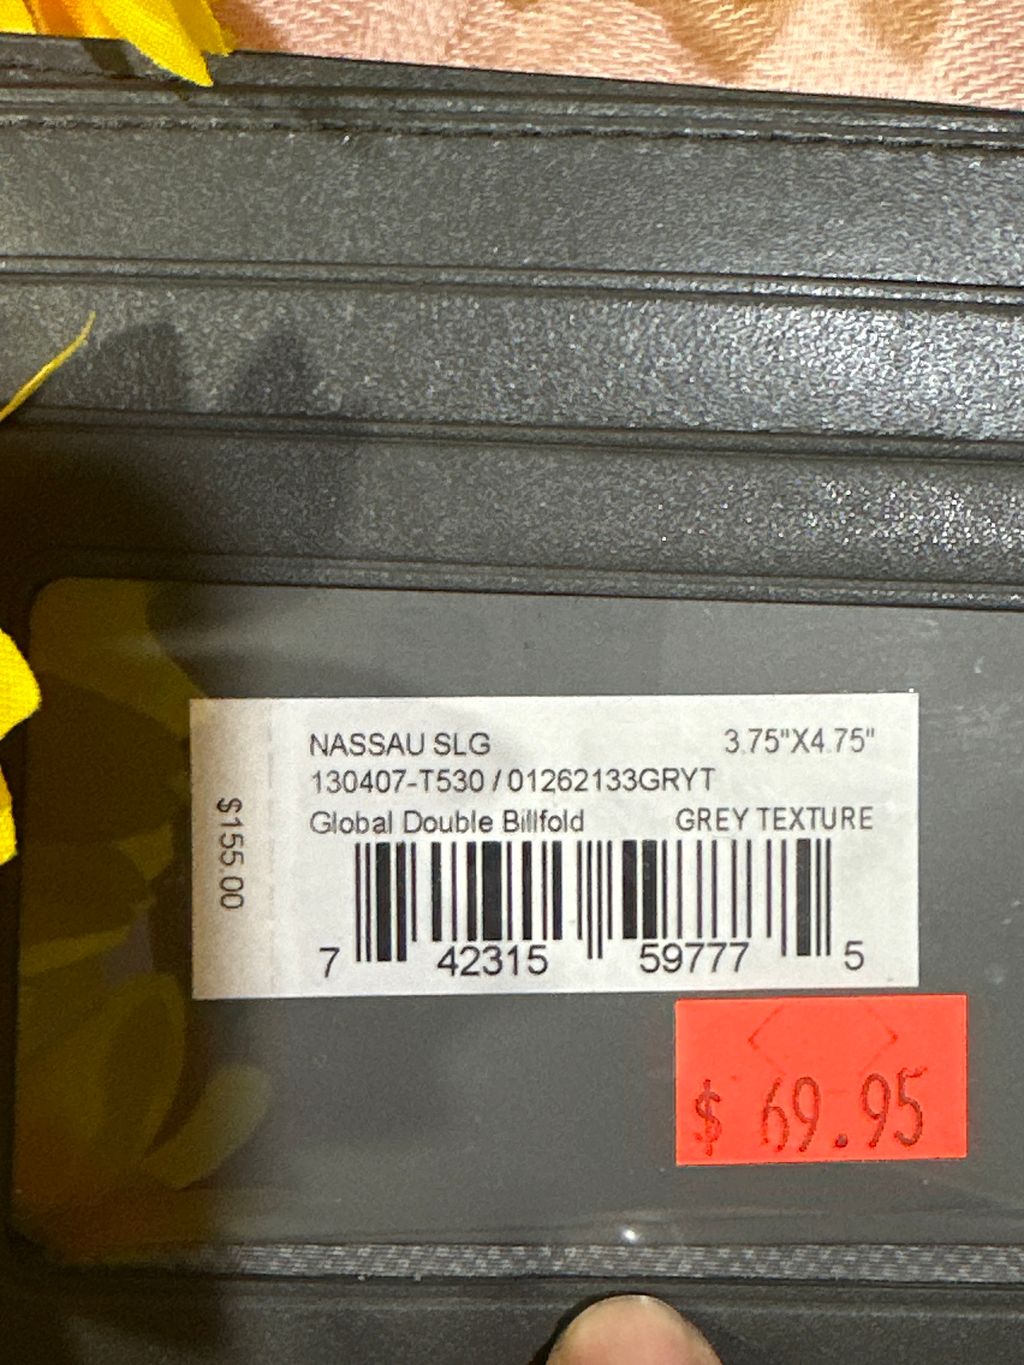 NASSAU SLG 3.75"X4.75"
130407-T530 / 01262133GRYT
Global Double Billfold GREY TEXTURE
$155.00
7 42315 59777 5
$ 69.95